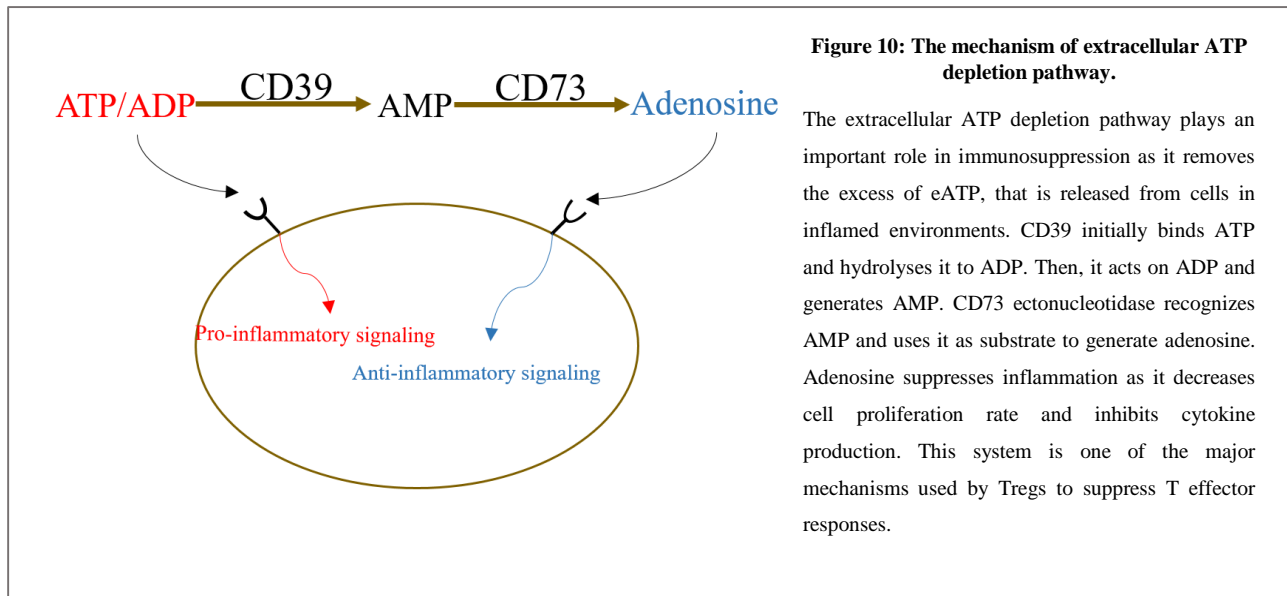 CD39
CD73
ATP/ADP
AMP
Adenosine
Pro-inflammatory signaling
Anti-inflammatory signaling
Figure 10: The mechanism of extracellular ATP
depletion pathway.
The extracellular ATP depletion pathway plays an
important role in immunosuppression as it removes
the excess of eATP, that is released from cells in
inflamed environments. CD39 initially binds ATP
and hydrolyses it to ADP. Then, it acts on ADP and
generates AMP. CD73 ectonucleotidase recognizes
AMP and uses it as substrate to generate adenosine.
Adenosine suppresses inflammation as it decreases
cell proliferation rate and inhibits cytokine
production. This system is one of the major
mechanisms used by Tregs to suppress T effector
responses.